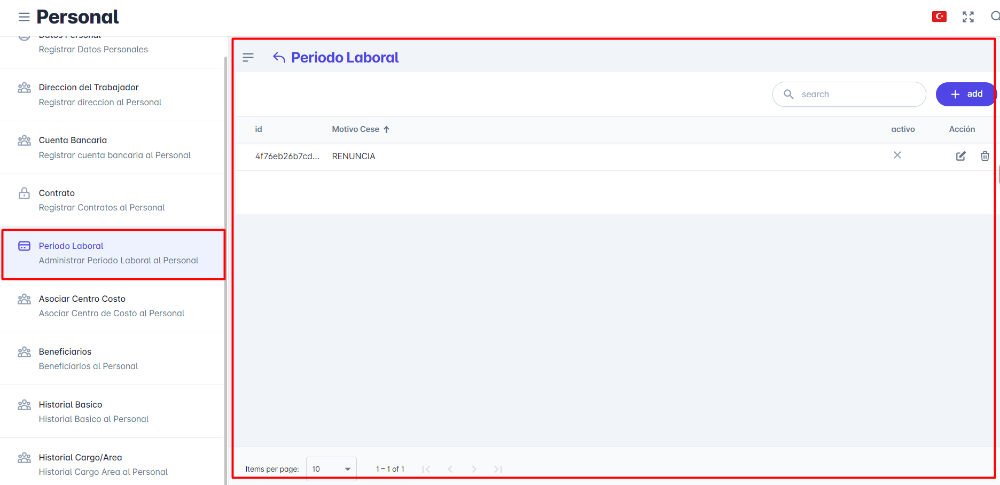 Personal
Datos Personal
Registrar Datos Personales
Direccion del Trabajador
Registrar direccion al Personal
Cuenta Bancaria
Registrar cuenta bancaria al Personal
Contrato
Registrar Contratos al Personal
Periodo Laboral
Administrar Periodo Laboral al Personal
Asociar Centro Costo
Asociar Centro de Costo al Personal
Beneficiarios
Beneficiarios al Personal
Historial Basico
Historial Basico al Personal
Historial Cargo/Area
Historial Cargo Area al Personal
Periodo Laboral
search
add
id Motivo Cese activo Acción
4f76eb26b7cd... RENUNCIA
Items per page: 10 1 – 1 of 1